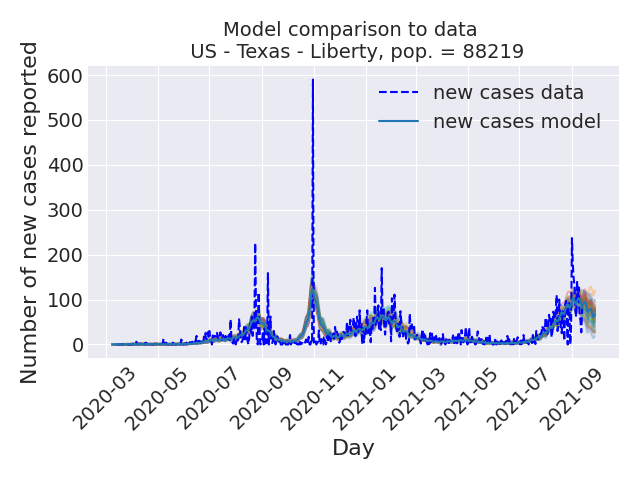 Model comparison to data
US - Texas - Liberty, pop. = 88219
new cases data
new cases model
Number of new cases reported
600
500
400
300
200
100
0
2020-03
2020-05
2020-07
2020-09
2020-11
2021-01
2021-03
2021-05
2021-07
2021-09
Day